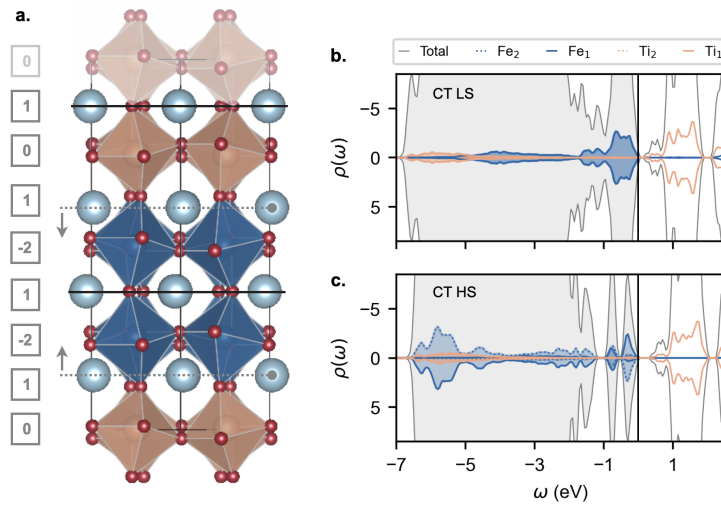 a.
0
1
0
1
-2
1
-2
1
0
b.
Total Fe₂ Fe₁ Ti₂ Ti₁
CT LS
−5
0
5
ρ(ω)
c.
CT HS
−5
0
5
ρ(ω)
−7 −5 −3 −1 1
ω (eV)